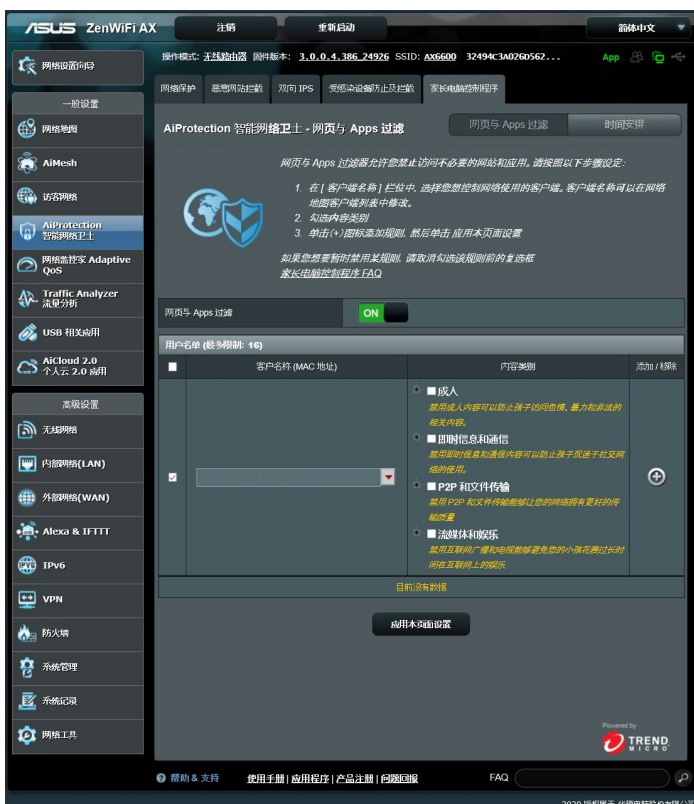 ASUS ZenWiFi AX
注销
重新启动
简体中文
操作模式: 无线路由器 固件版本: 3.0.0.4.386_24926 SSID: AX6600 32494C3A026D562...
App
网络设置向导
一般设置
网络地图
AiMesh
访客网络
AiProtection
智能网络卫士
网络监控家 Adaptive
QoS
Traffic Analyzer
流量分析
USB 相关应用
AiCloud 2.0
个人云 2.0 应用
高级设置
无线网络
内部网络(LAN)
外部网络(WAN)
Alexa & IFTTT
IPv6
VPN
防火墙
系统管理
系统记录
网络工具
网络保护
恶意网站拦截
双向 IPS
受感染设备防止及拦截
家长电脑控制程序
AiProtection 智能网络卫士 - 网页与 Apps 过滤
网页与 Apps 过滤
时间安排
网页与 Apps 过滤器允许您禁止访问不必要的网站和应用。请按照以下步骤设定:
1. 在 [ 客户端名称 ] 栏位中, 选择您想控制网络使用的客户端。客户端名称可以在网络
地图客户端列表中修改。
2. 勾选内容类别
3. 单击(+)图标添加规则, 然后单击 应用本页面设置
如果您想要暂时禁用某规则, 请取消勾选该规则前的复选框
家长电脑控制程序 FAQ
网页与 Apps 过滤
ON
用户名单 (最多限制: 16)
客户名称 (MAC 地址)
内容类别
添加 / 移除
成人
禁用成人内容可以防止孩子访问色情、暴力和非法的
相关内容。
即时信息和通信
禁用即时信息和通信内容可以防止孩子沉迷于社交网
络的使用。
P2P 和文件传输
禁用 P2P 和文件传输能够让您的网络拥有更好的传
输质量
流媒体和娱乐
禁用互联网广播和电视能够避免您的小孩花费过长时
间在互联网上的娱乐
目前没有数据
应用本页面设置
Powered by
TREND
MICRO
帮助 & 支持
使用手册 | 应用程序 | 产品注册 | 问题回报
FAQ
2020 版权属于 华硕电脑股份有限公司